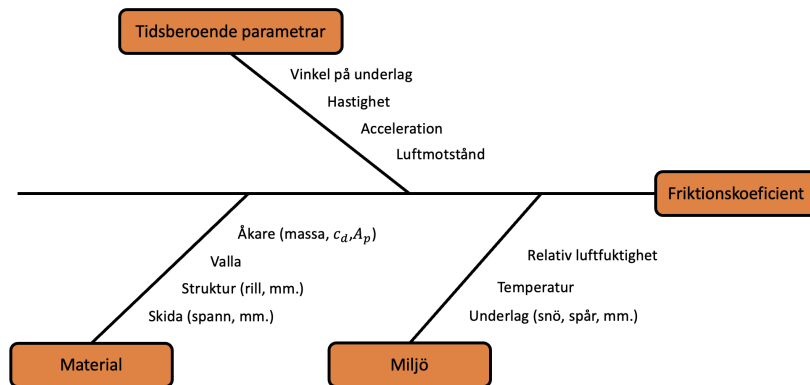 Tidsberoende parametrar
Vinkel på underlag
Hastighet
Acceleration
Luftmotstånd
Friktionskoeficient
Åkare (massa, c_d,A_p)
Valla
Struktur (rill, mm.)
Skida (spann, mm.)
Material
Relativ luftfuktighet
Temperatur
Underlag (snö, spår, mm.)
Miljö